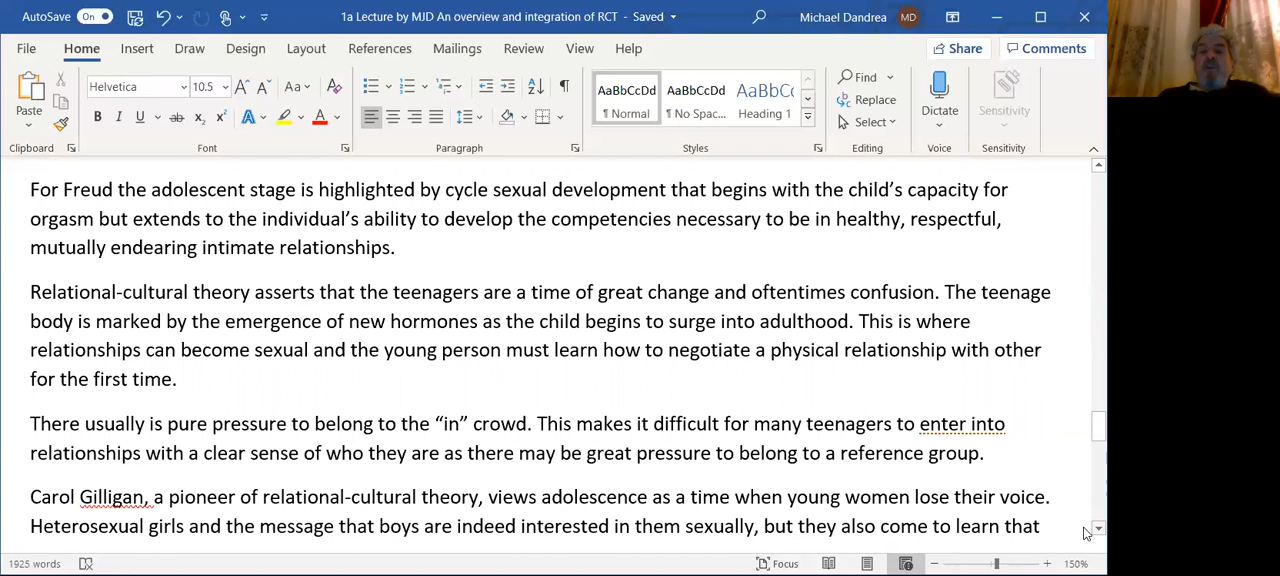 AutoSave On 1a Lecture by MJD An overview and integration of RCT - Saved Michael Dandrea MD
File Home Insert Draw Design Layout References Mailings Review View Help Share Comments
Paste Helvetica 10.5 Aa AaBbCcDd AaBbCcDd AaBbCc Find Replace Select Dictate Sensitivity
¶ Normal ¶ No Spac... Heading 1
Clipboard Font Paragraph Styles Editing Voice Sensitivity
For Freud the adolescent stage is highlighted by cycle sexual development that begins with the child's capacity for
orgasm but extends to the individual's ability to develop the competencies necessary to be in healthy, respectful,
mutually endearing intimate relationships.
Relational-cultural theory asserts that the teenagers are a time of great change and oftentimes confusion. The teenage
body is marked by the emergence of new hormones as the child begins to surge into adulthood. This is where
relationships can become sexual and the young person must learn how to negotiate a physical relationship with other
for the first time.
There usually is pure pressure to belong to the “in” crowd. This makes it difficult for many teenagers to enter into
relationships with a clear sense of who they are as there may be great pressure to belong to a reference group.
Carol Gilligan, a pioneer of relational-cultural theory, views adolescence as a time when young women lose their voice.
Heterosexual girls and the message that boys are indeed interested in them sexually, but they also come to learn that
1925 words Focus 150%